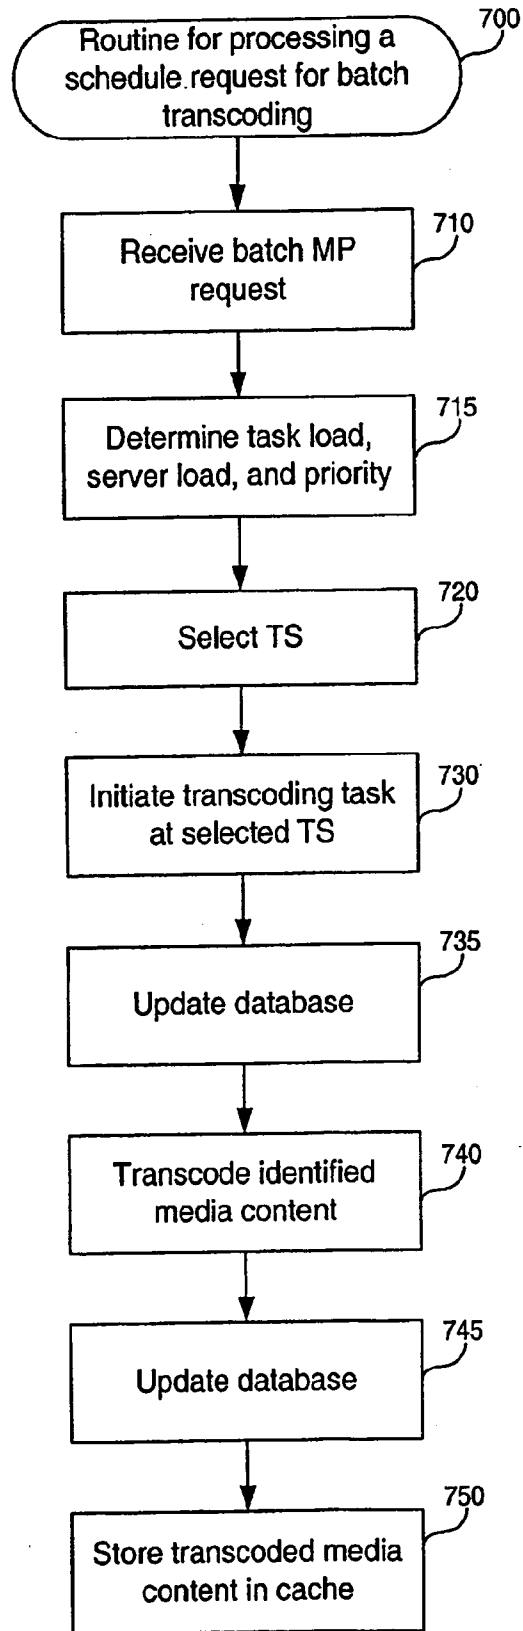 700
Routine for processing a
schedule request for batch
transcoding
710
Receive batch MP
request
715
Determine task load,
server load, and priority
720
Select TS
730
Initiate transcoding task
at selected TS
735
Update database
740
Transcode identified
media content
745
Update database
750
Store transcoded media
content in cache